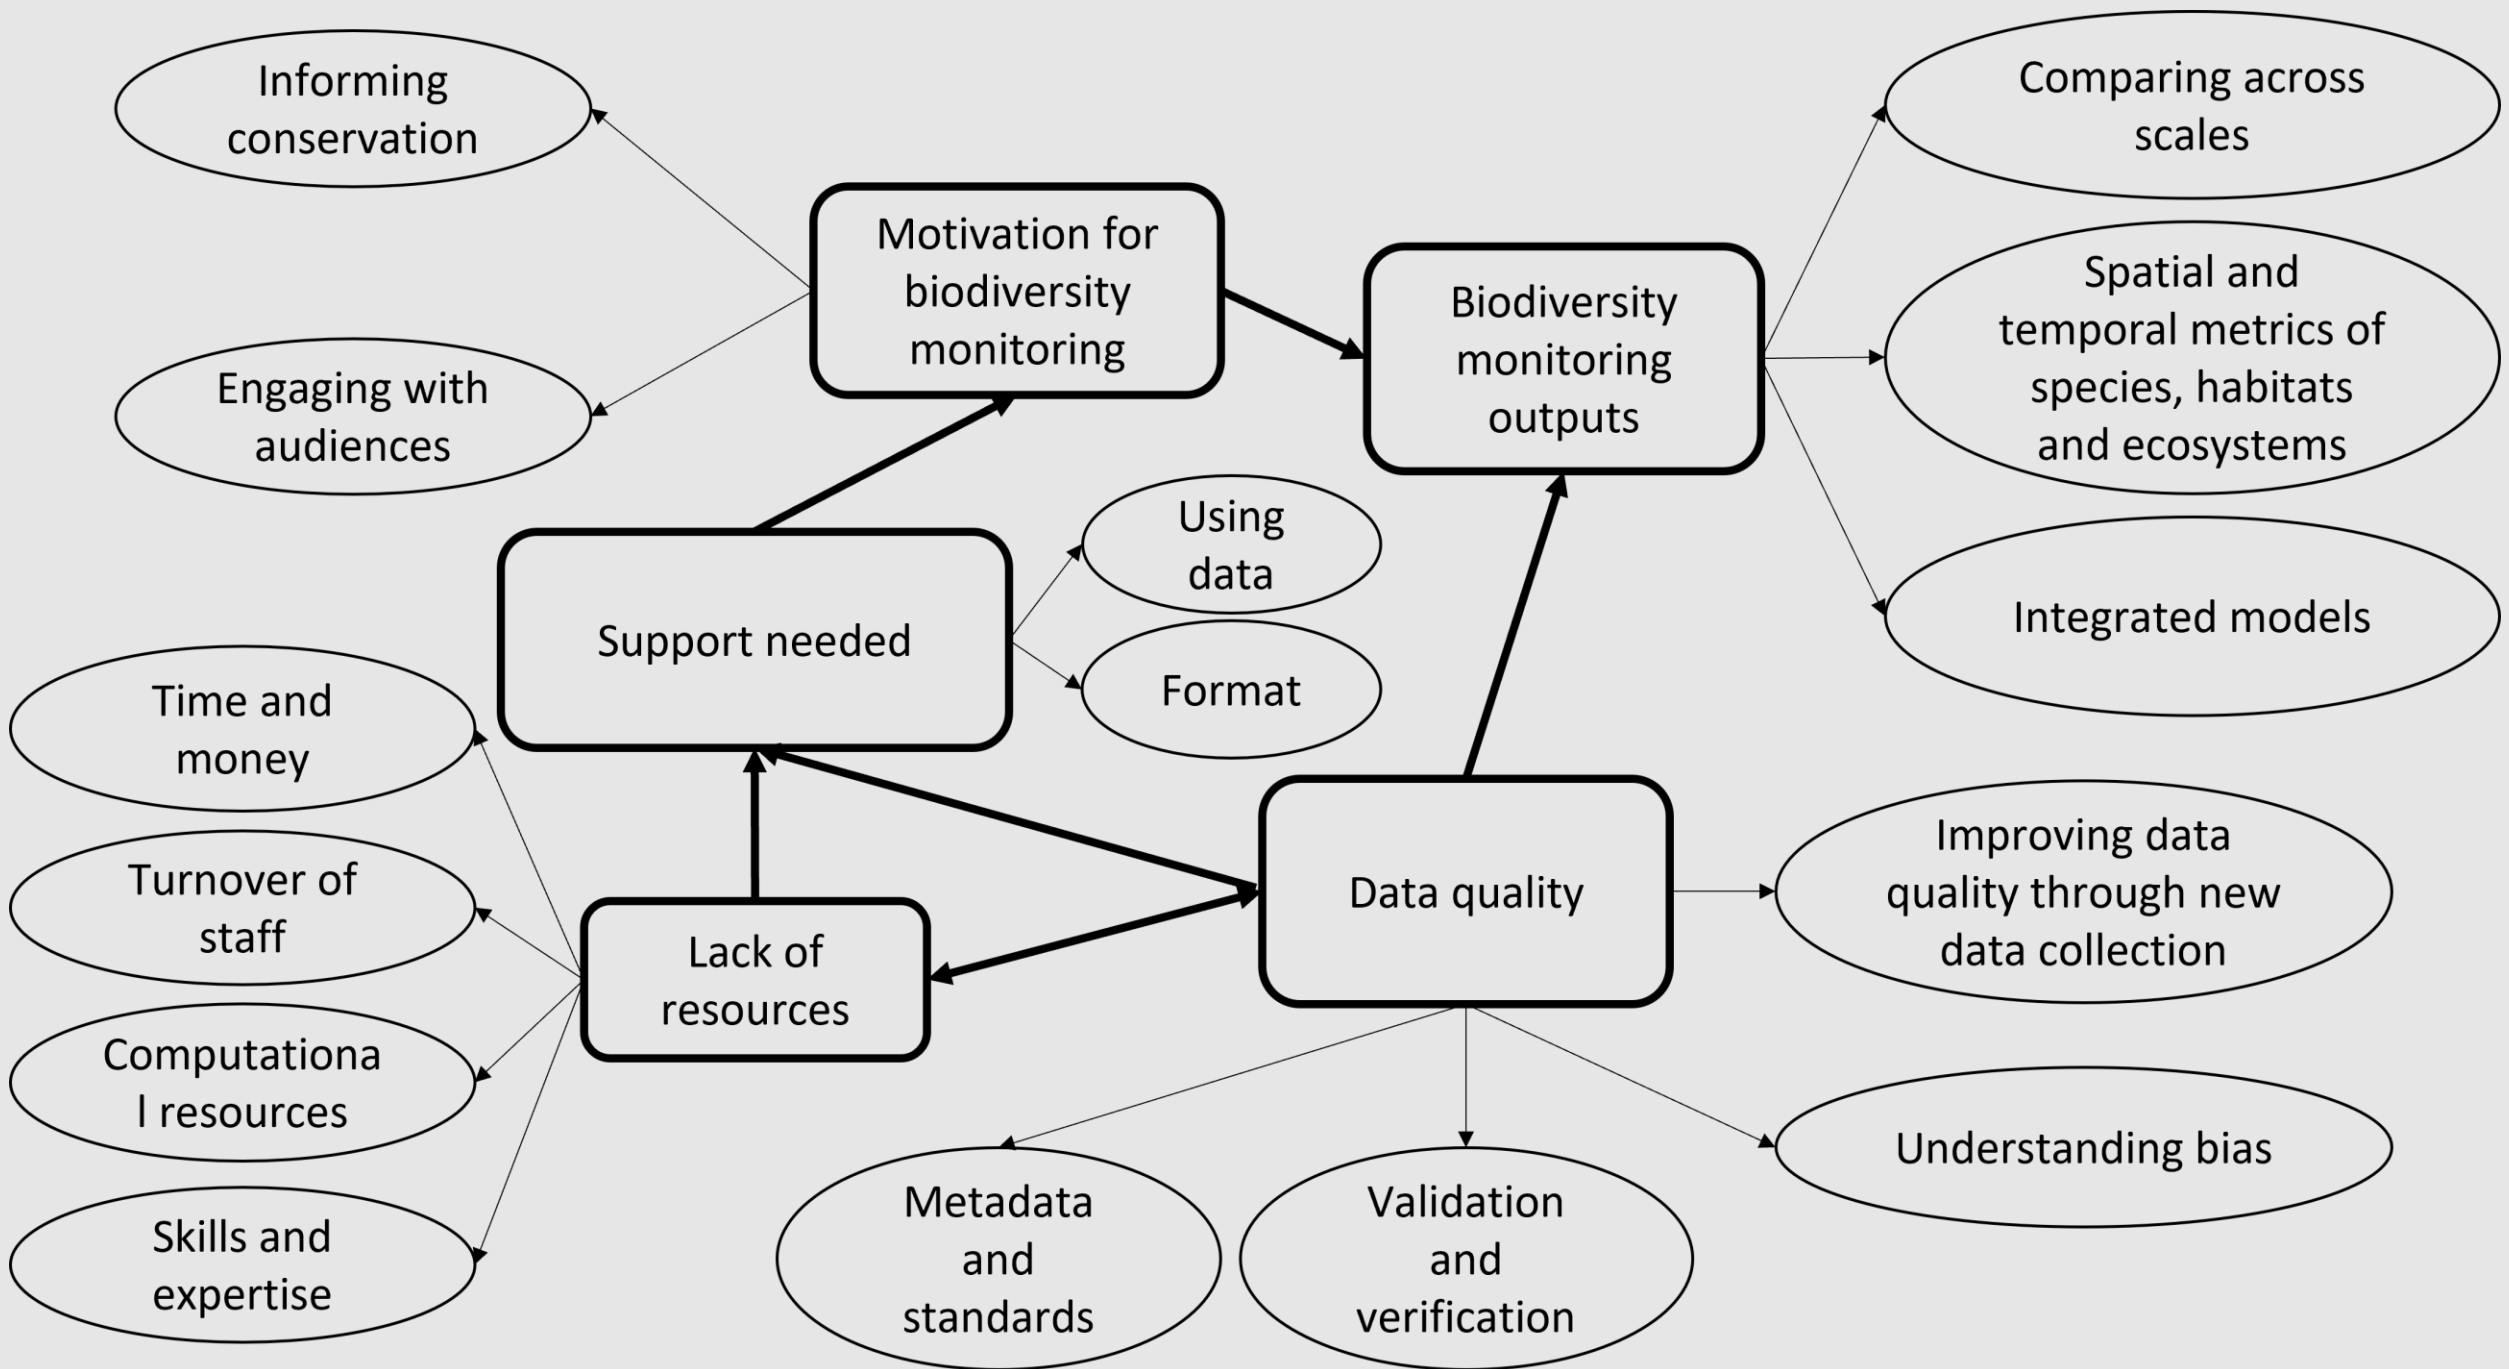 Informing
conservation
Comparing across
scales
Motivation for
biodiversity
monitoring
Biodiversity
monitoring
outputs
Spatial and
temporal metrics of
species, habitats
and ecosystems
Engaging with
audiences
Using
data
Support needed
Format
Integrated models
Time and
money
Turnover of
staff
Lack of
resources
Data quality
Improving data
quality through new
data collection
Computationa
l resources
Skills and
expertise
Metadata
and
standards
Validation
and
verification
Understanding bias